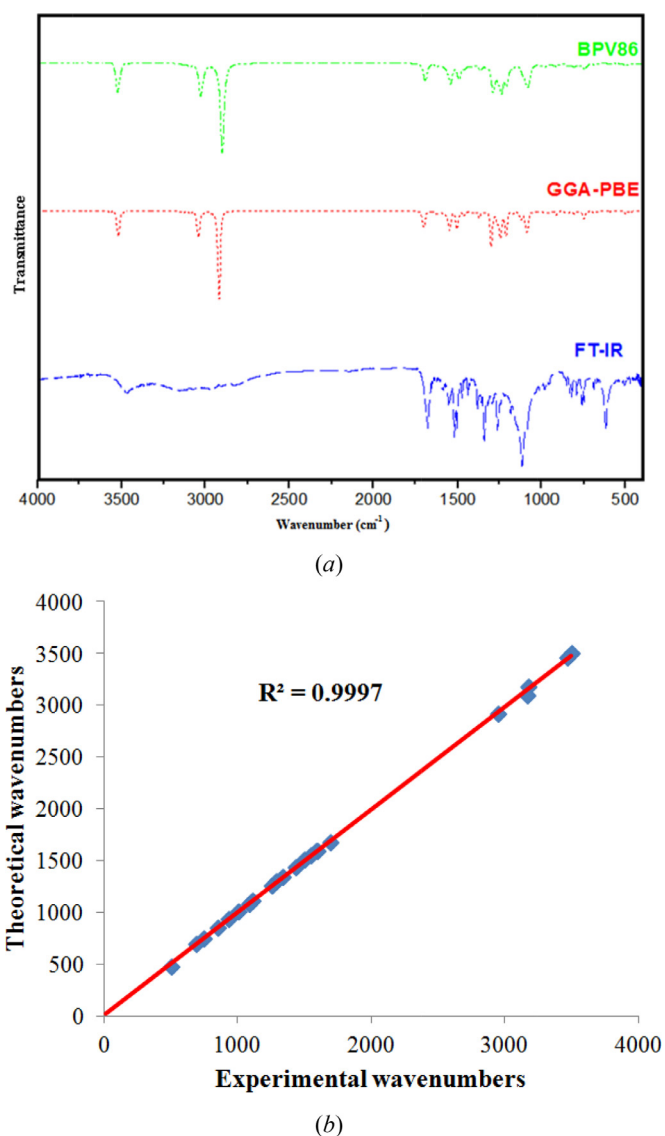 BPV86
GGA-PBE
FT-IR
Transmittance
4000 3500 3000 2500 2000 1500 1000 500
Wavenumber (cm-1)
(a)
4000
3500
3000
2500
2000
1500
1000
500
0
R² = 0.9997
Theoretical wavenumbers
0 1000 2000 3000 4000
Experimental wavenumbers
(b)